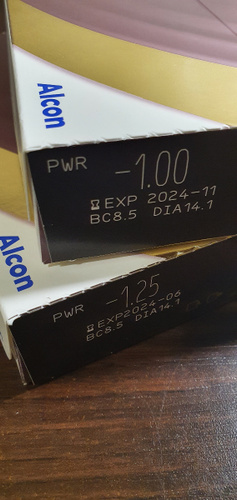 Alcon
PWR -1.00
EXP 2024-11
BC8.5 DIA14.1
Alcon
PWR -1.25
EXP2024-06
BC8.5 DIA14.1